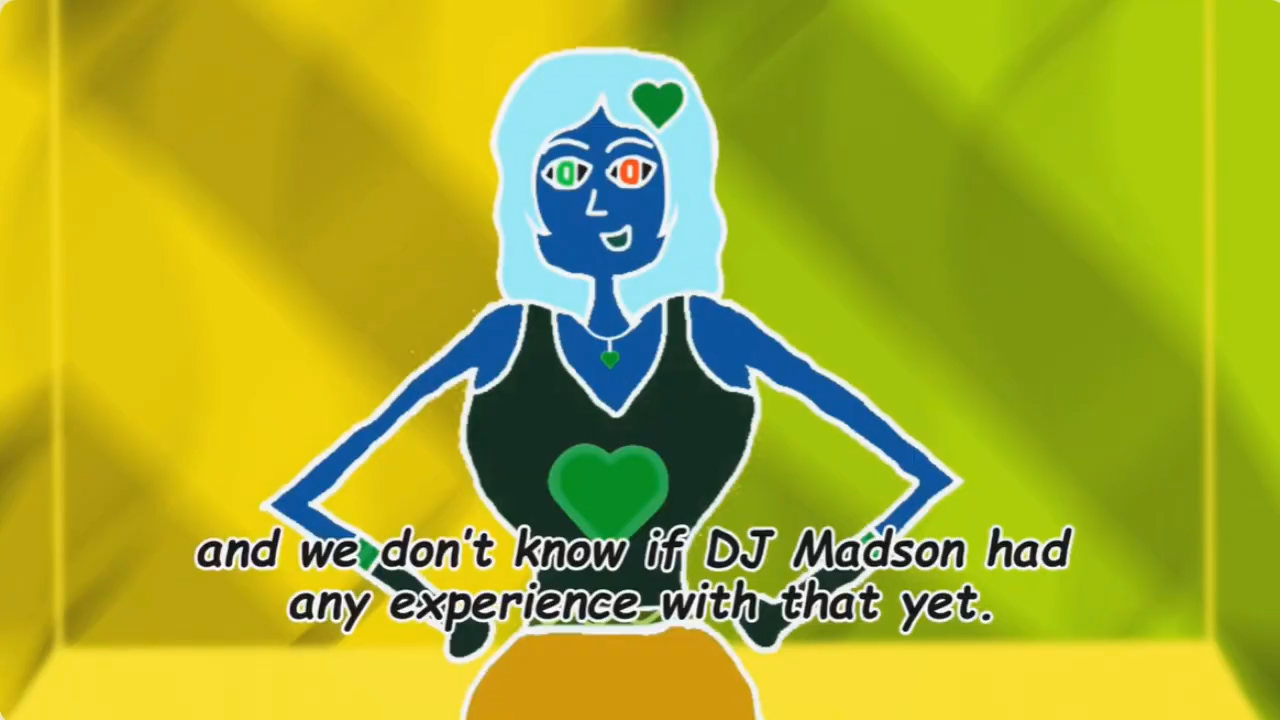 and we don't know if DJ Madson had
any experience with that yet.